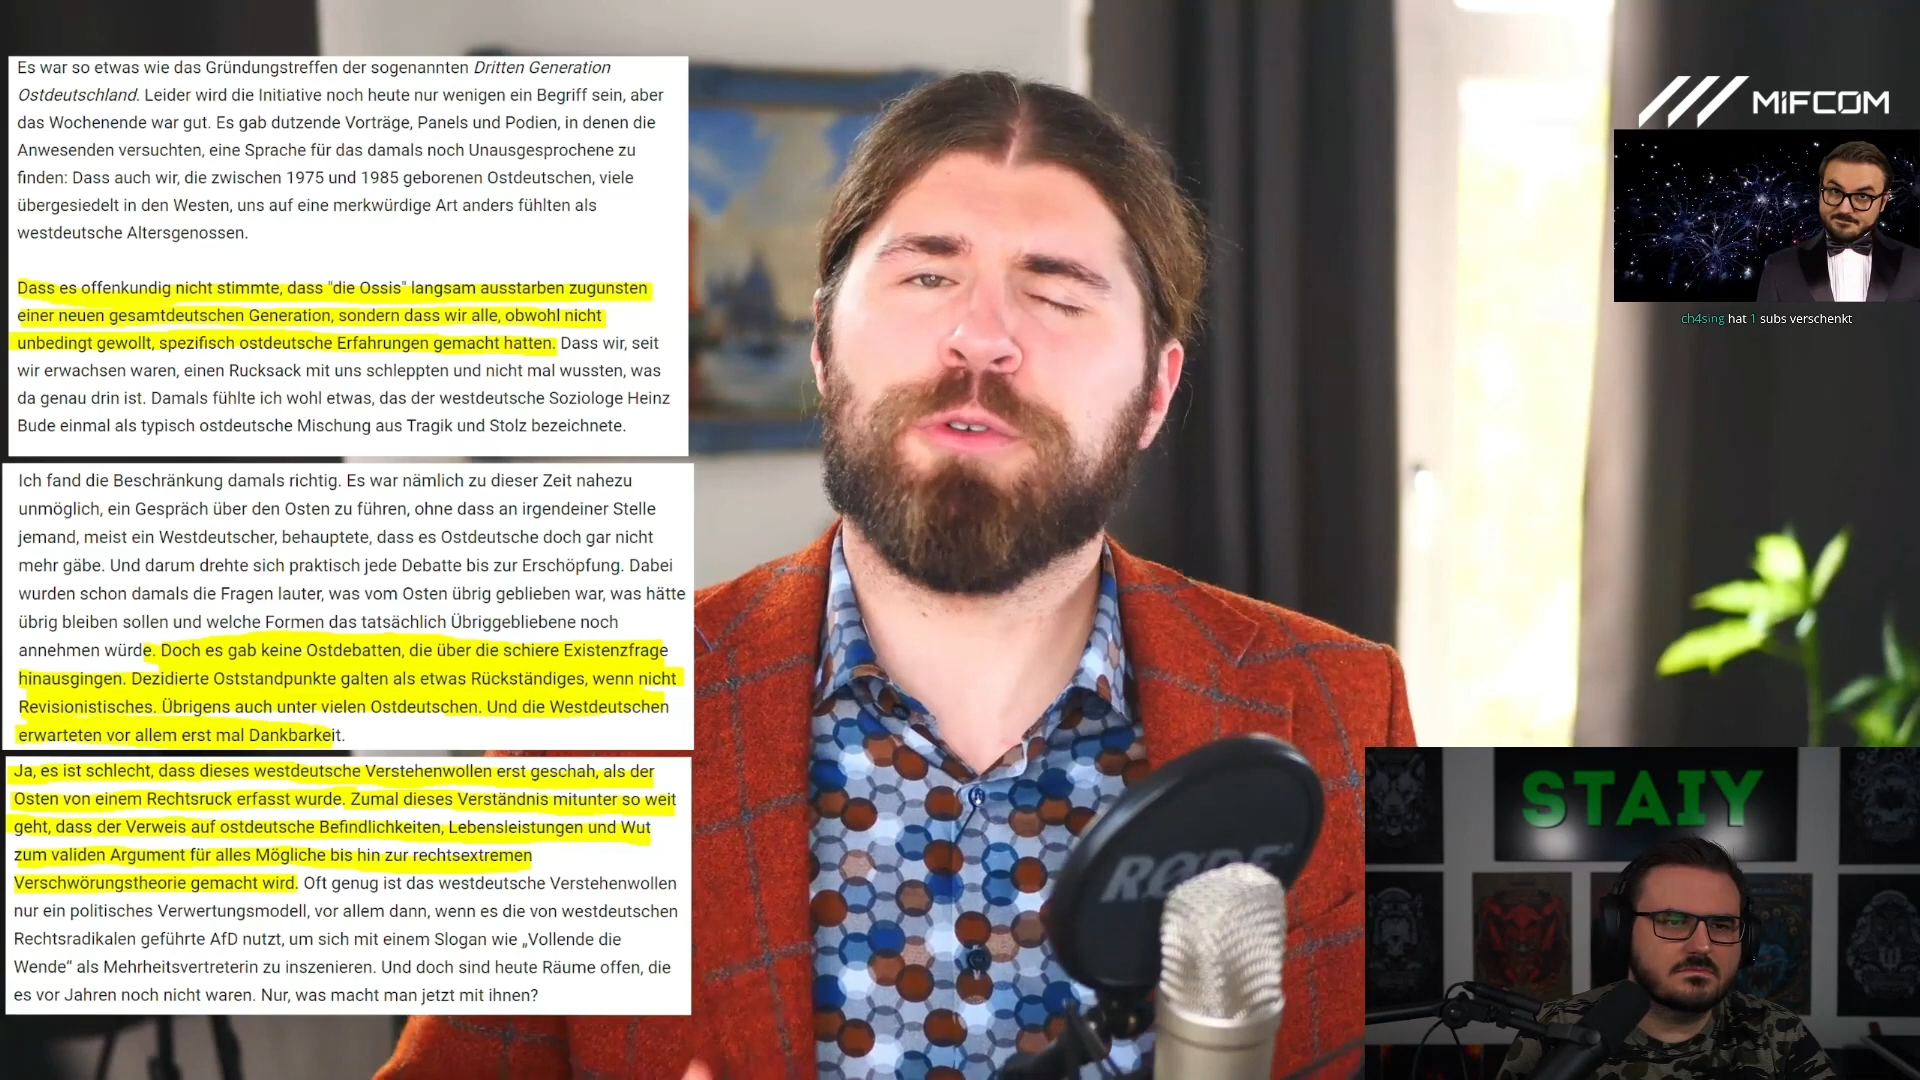 Es war so etwas wie das Gründungstreffen der sogenannten Dritten Generation
Ostdeutschland. Leider wird die Initiative noch heute nur wenigen ein Begriff sein, aber
das Wochenende war gut. Es gab dutzende Vorträge, Panels und Podien, in denen die
Anwesenden versuchten, eine Sprache für das damals noch Unausgesprochene zu
finden: Dass auch wir, die zwischen 1975 und 1985 geborenen Ostdeutschen, viele
übergesiedelt in den Westen, uns auf eine merkwürdige Art anders fühlten als
westdeutsche Altersgenossen.
Dass es offenkundig nicht stimmte, dass "die Ossis" langsam ausstarben zugunsten
einer neuen gesamtdeutschen Generation, sondern dass wir alle, obwohl nicht
unbedingt gewollt, spezifisch ostdeutsche Erfahrungen gemacht hatten. Dass wir, seit
wir erwachsen waren, einen Rucksack mit uns schleppten und nicht mal wussten, was
da genau drin ist. Damals fühlte ich wohl etwas, das der westdeutsche Soziologe Heinz
Bude einmal als typisch ostdeutsche Mischung aus Tragik und Stolz bezeichnete.
Ich fand die Beschränkung damals richtig. Es war nämlich zu dieser Zeit nahezu
unmöglich, ein Gespräch über den Osten zu führen, ohne dass an irgendeiner Stelle
jemand, meist ein Westdeutscher, behauptete, dass es Ostdeutsche doch gar nicht
mehr gäbe. Und darum drehte sich praktisch jede Debatte bis zur Erschöpfung. Dabei
wurden schon damals die Fragen lauter, was vom Osten übrig geblieben war, was hätte
übrig bleiben sollen und welche Formen das tatsächlich Übriggebliebene noch
annehmen würde. Doch es gab keine Ostdebatten, die über die schiere Existenzfrage
hinausgingen. Dezidierte Oststandpunkte galten als etwas Rückständiges, wenn nicht
Revisionistisches. Übrigens auch unter vielen Ostdeutschen. Und die Westdeutschen
erwarteten vor allem erst mal Dankbarkeit.
Ja, es ist schlecht, dass dieses westdeutsche Verstehenwollen erst geschah, als der
Osten von einem Rechtsruck erfasst wurde. Zumal dieses Verständnis mitunter so weit
geht, dass der Verweis auf ostdeutsche Befindlichkeiten, Lebensleistungen und Wut
zum validen Argument für alles Mögliche bis hin zur rechtsextremen
Verschwörungstheorie gemacht wird. Oft genug ist das westdeutsche Verstehenwollen
nur ein politisches Verwertungsmodell, vor allem dann, wenn es die von westdeutschen
Rechtsradikalen geführte AfD nutzt, um sich mit einem Slogan wie „Vollende die
Wende“ als Mehrheitsvertreterin zu inszenieren. Und doch sind heute Räume offen, die
es vor Jahren noch nicht waren. Nur, was macht man jetzt mit ihnen?
MIFCOM
ch4sing hat 1 subs verschenkt
RØDE
STAIY